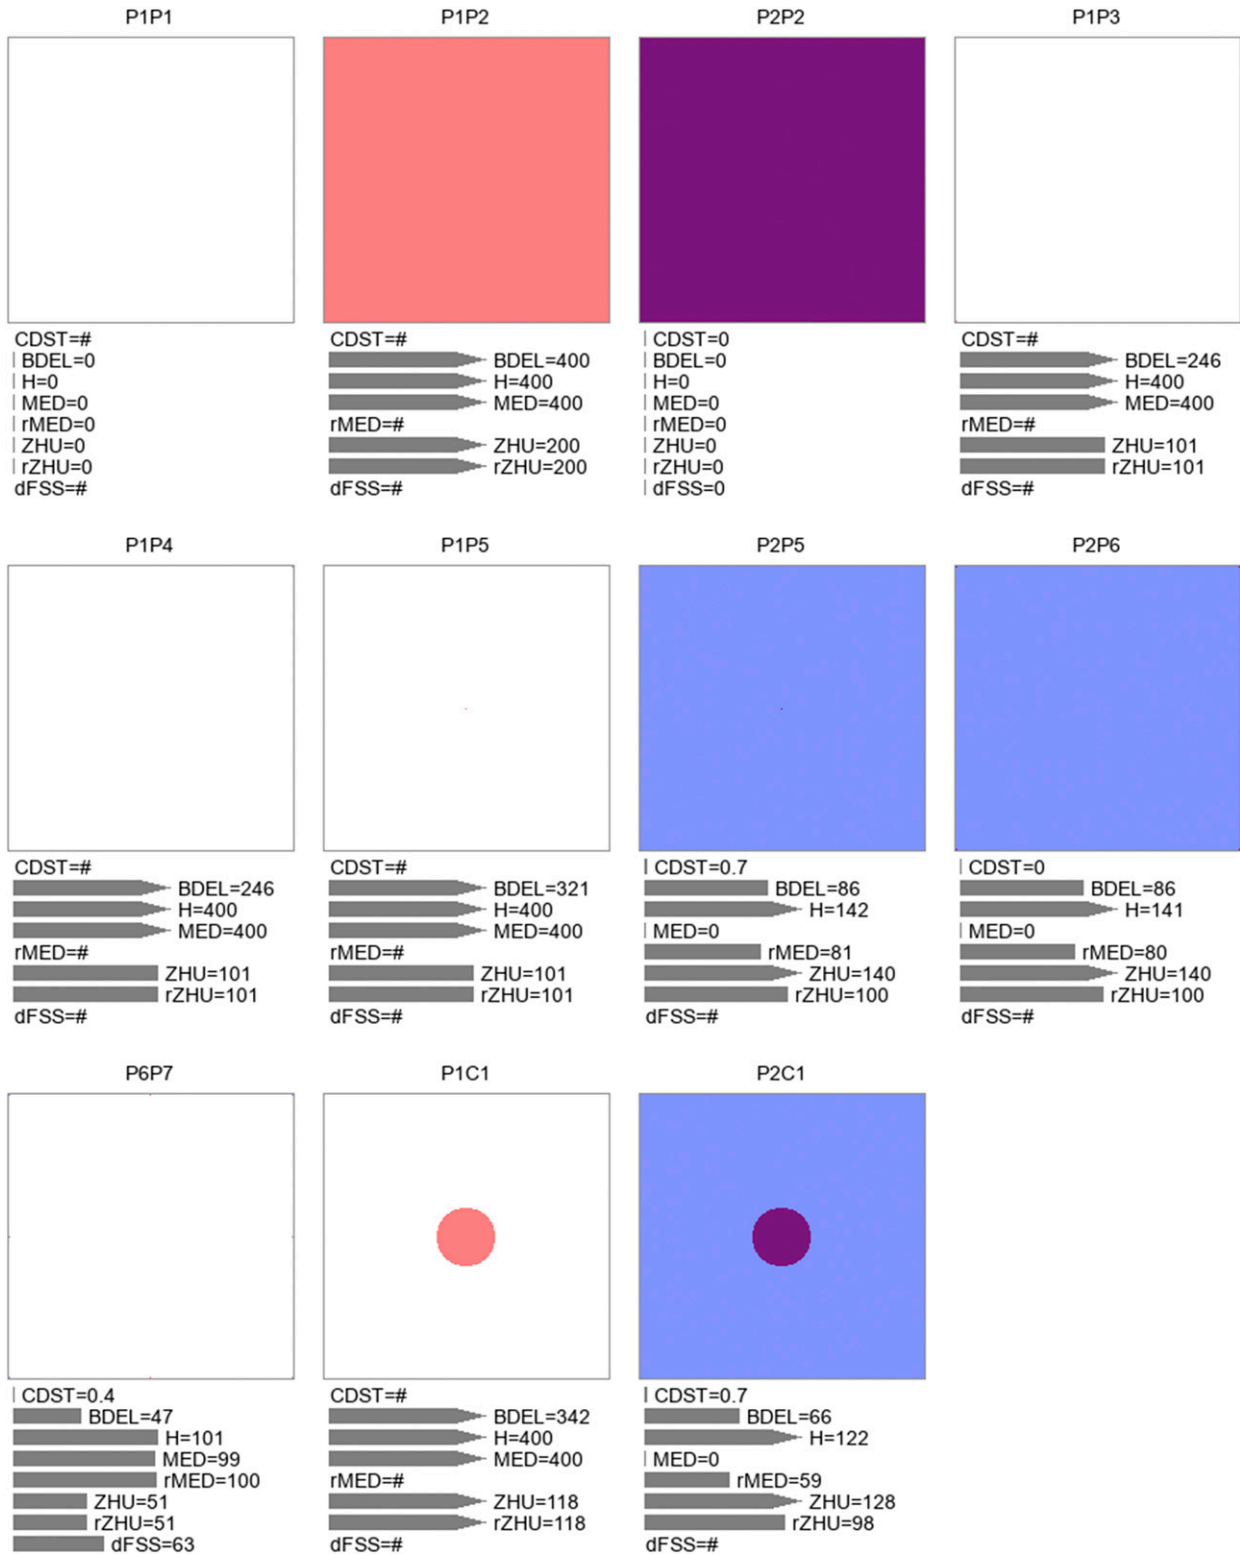 P1P1
CDST=#
BDEL=0
H=0
MED=0
rMED=0
ZHU=0
rZHU=0
dFSS=#
P1P2
CDST=#
BDEL=400
H=400
MED=400
rMED=#
ZHU=200
rZHU=200
dFSS=#
P2P2
CDST=0
BDEL=0
H=0
MED=0
rMED=0
ZHU=0
rZHU=0
dFSS=0
P1P3
CDST=#
BDEL=246
H=400
MED=400
rMED=#
ZHU=101
rZHU=101
dFSS=#
P1P4
CDST=#
BDEL=246
H=400
MED=400
rMED=#
ZHU=101
rZHU=101
dFSS=#
P1P5
CDST=#
BDEL=321
H=400
MED=400
rMED=#
ZHU=101
rZHU=101
dFSS=#
P2P5
CDST=0.7
BDEL=86
H=142
MED=0
rMED=81
ZHU=140
rZHU=100
dFSS=#
P2P6
CDST=0
BDEL=86
H=141
MED=0
rMED=80
ZHU=140
rZHU=100
dFSS=#
P6P7
CDST=0.4
BDEL=47
H=101
MED=99
rMED=100
ZHU=51
rZHU=51
dFSS=63
P1C1
CDST=#
BDEL=342
H=400
MED=400
rMED=#
ZHU=118
rZHU=118
dFSS=#
P2C1
CDST=0.7
BDEL=66
H=122
MED=0
rMED=59
ZHU=128
rZHU=98
dFSS=#